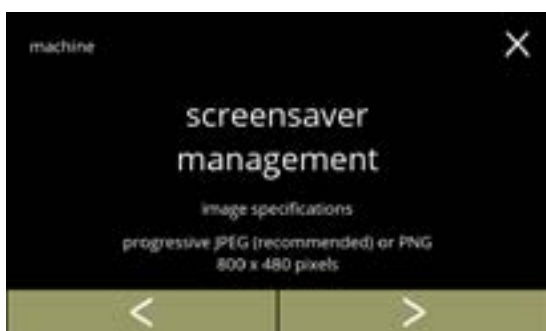 machine
screensaver
management
image specifications
progressive JPEG (recommended) or PNG
800 x 480 pixels